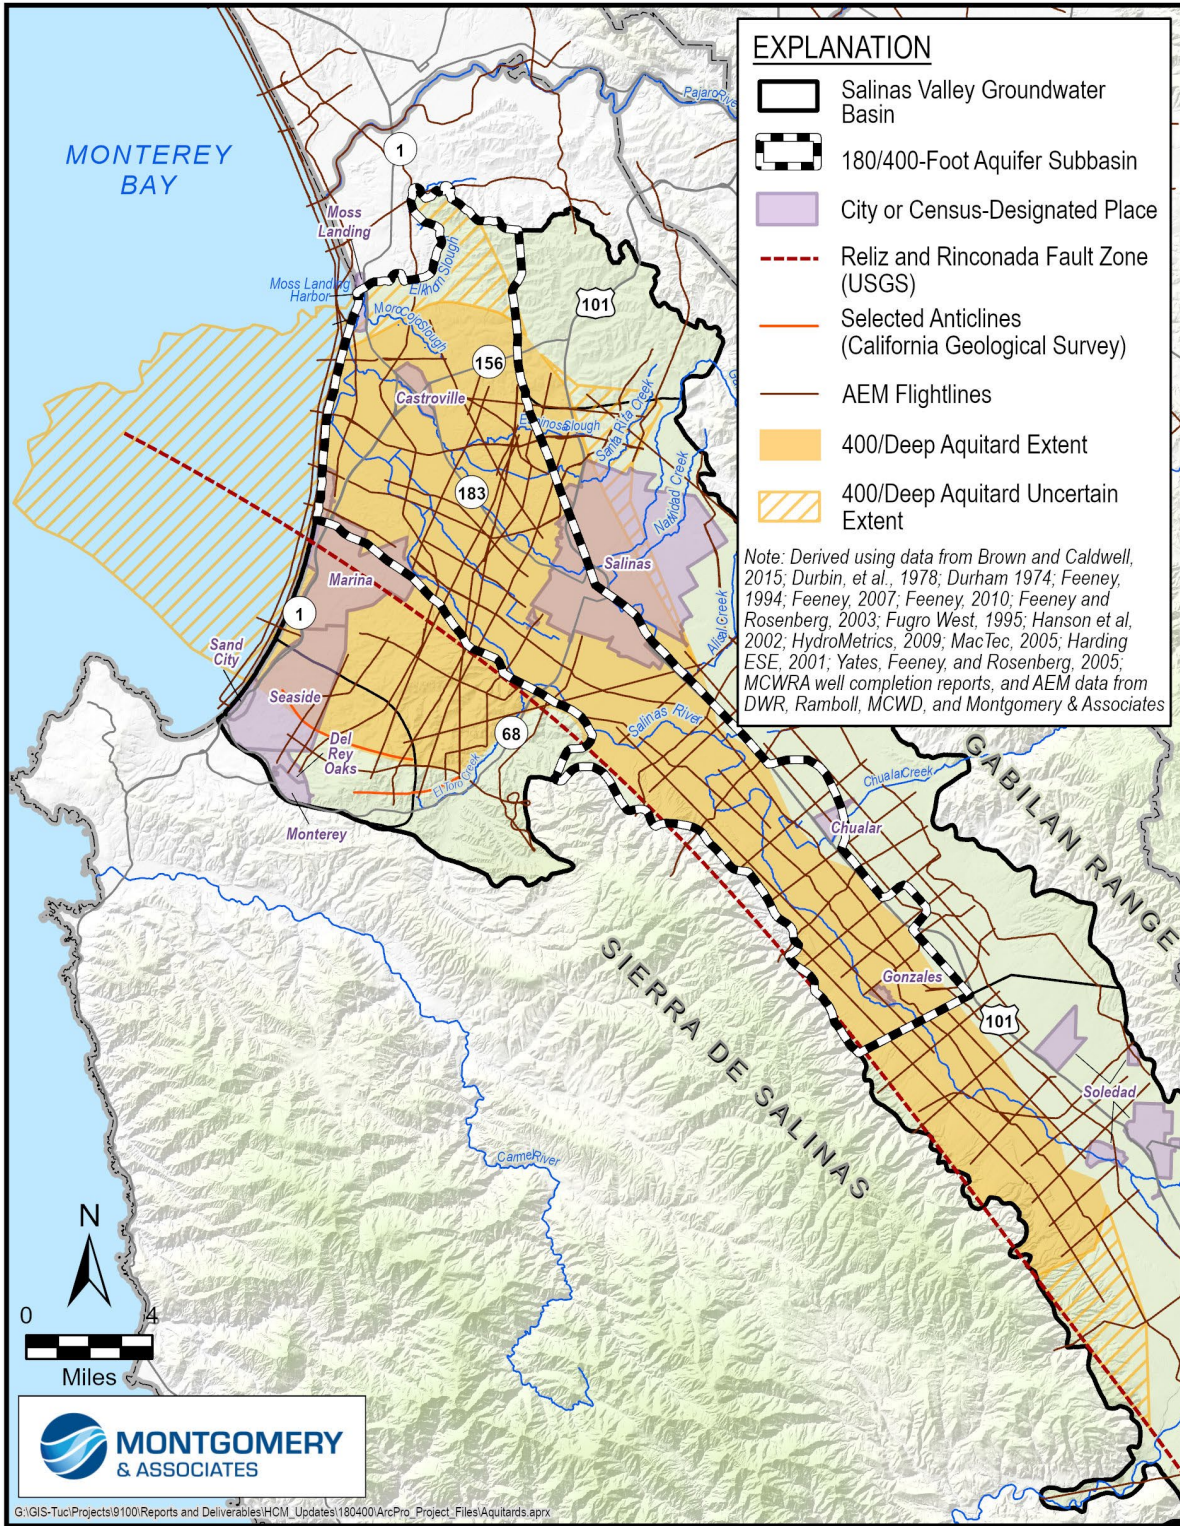 EXPLANATION
Salinas Valley Groundwater
Basin
180/400-Foot Aquifer Subbasin
City or Census-Designated Place
Reliz and Rinconada Fault Zone
(USGS)
Selected Anticlines
(California Geological Survey)
AEM Flightlines
400/Deep Aquitard Extent
400/Deep Aquitard Uncertain
Extent
Note: Derived using data from Brown and Caldwell,
2015; Durbin, et al., 1978; Durham 1974; Feeney,
1994; Feeney, 2007; Feeney, 2010; Feeney and
Rosenberg, 2003; Fugro West, 1995; Hanson et al,
2002; HydroMetrics, 2009; MacTec, 2005; Harding
ESE, 2001; Yates, Feeney, and Rosenberg, 2005;
MCWRA well completion reports, and AEM data from
DWR, Ramboll, MCWD, and Montgomery & Associates
Pajaro Rive
MONTEREY
BAY
1
Moss
Landing
Moss Landing
Harbor
Elkhorn Slough
101
Moro Cojo Slough
156
Castroville
Santa Rita Creek
183
Natividad Creek
Salinas
Marina
1
Alisal Creek
Sand
City
Seaside
68
Salinas River
Del
Rey
Oaks
El Toro Creek
Monterey
Chualar
Chualar Creek
GABILAN RANGE
SIERRA DE SALINAS
Gonzales
101
Soledad
Carmel River
N
0 4
Miles
MONTGOMERY
& ASSOCIATES
G:\GIS-Tuc\Projects\9100\Reports and Deliverables\HCM_Updates\180400\ArcPro_Project_Files\Aquitards.aprx